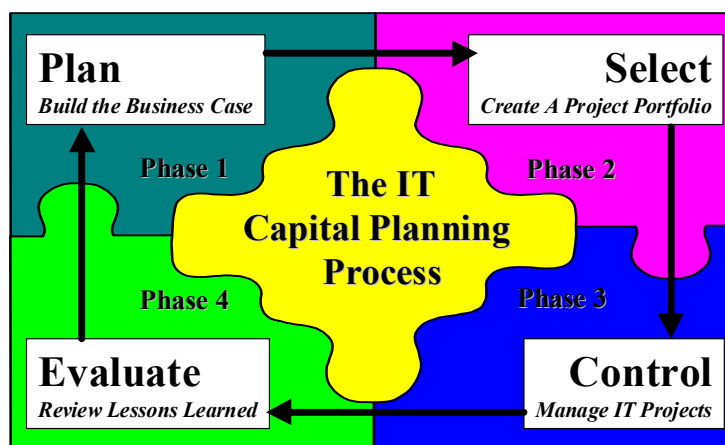 Plan
Build the Business Case
Phase 1
Select
Create A Project Portfolio
Phase 2
The IT
Capital Planning
Process
Phase 4
Evaluate
Review Lessons Learned
Phase 3
Control
Manage IT Projects